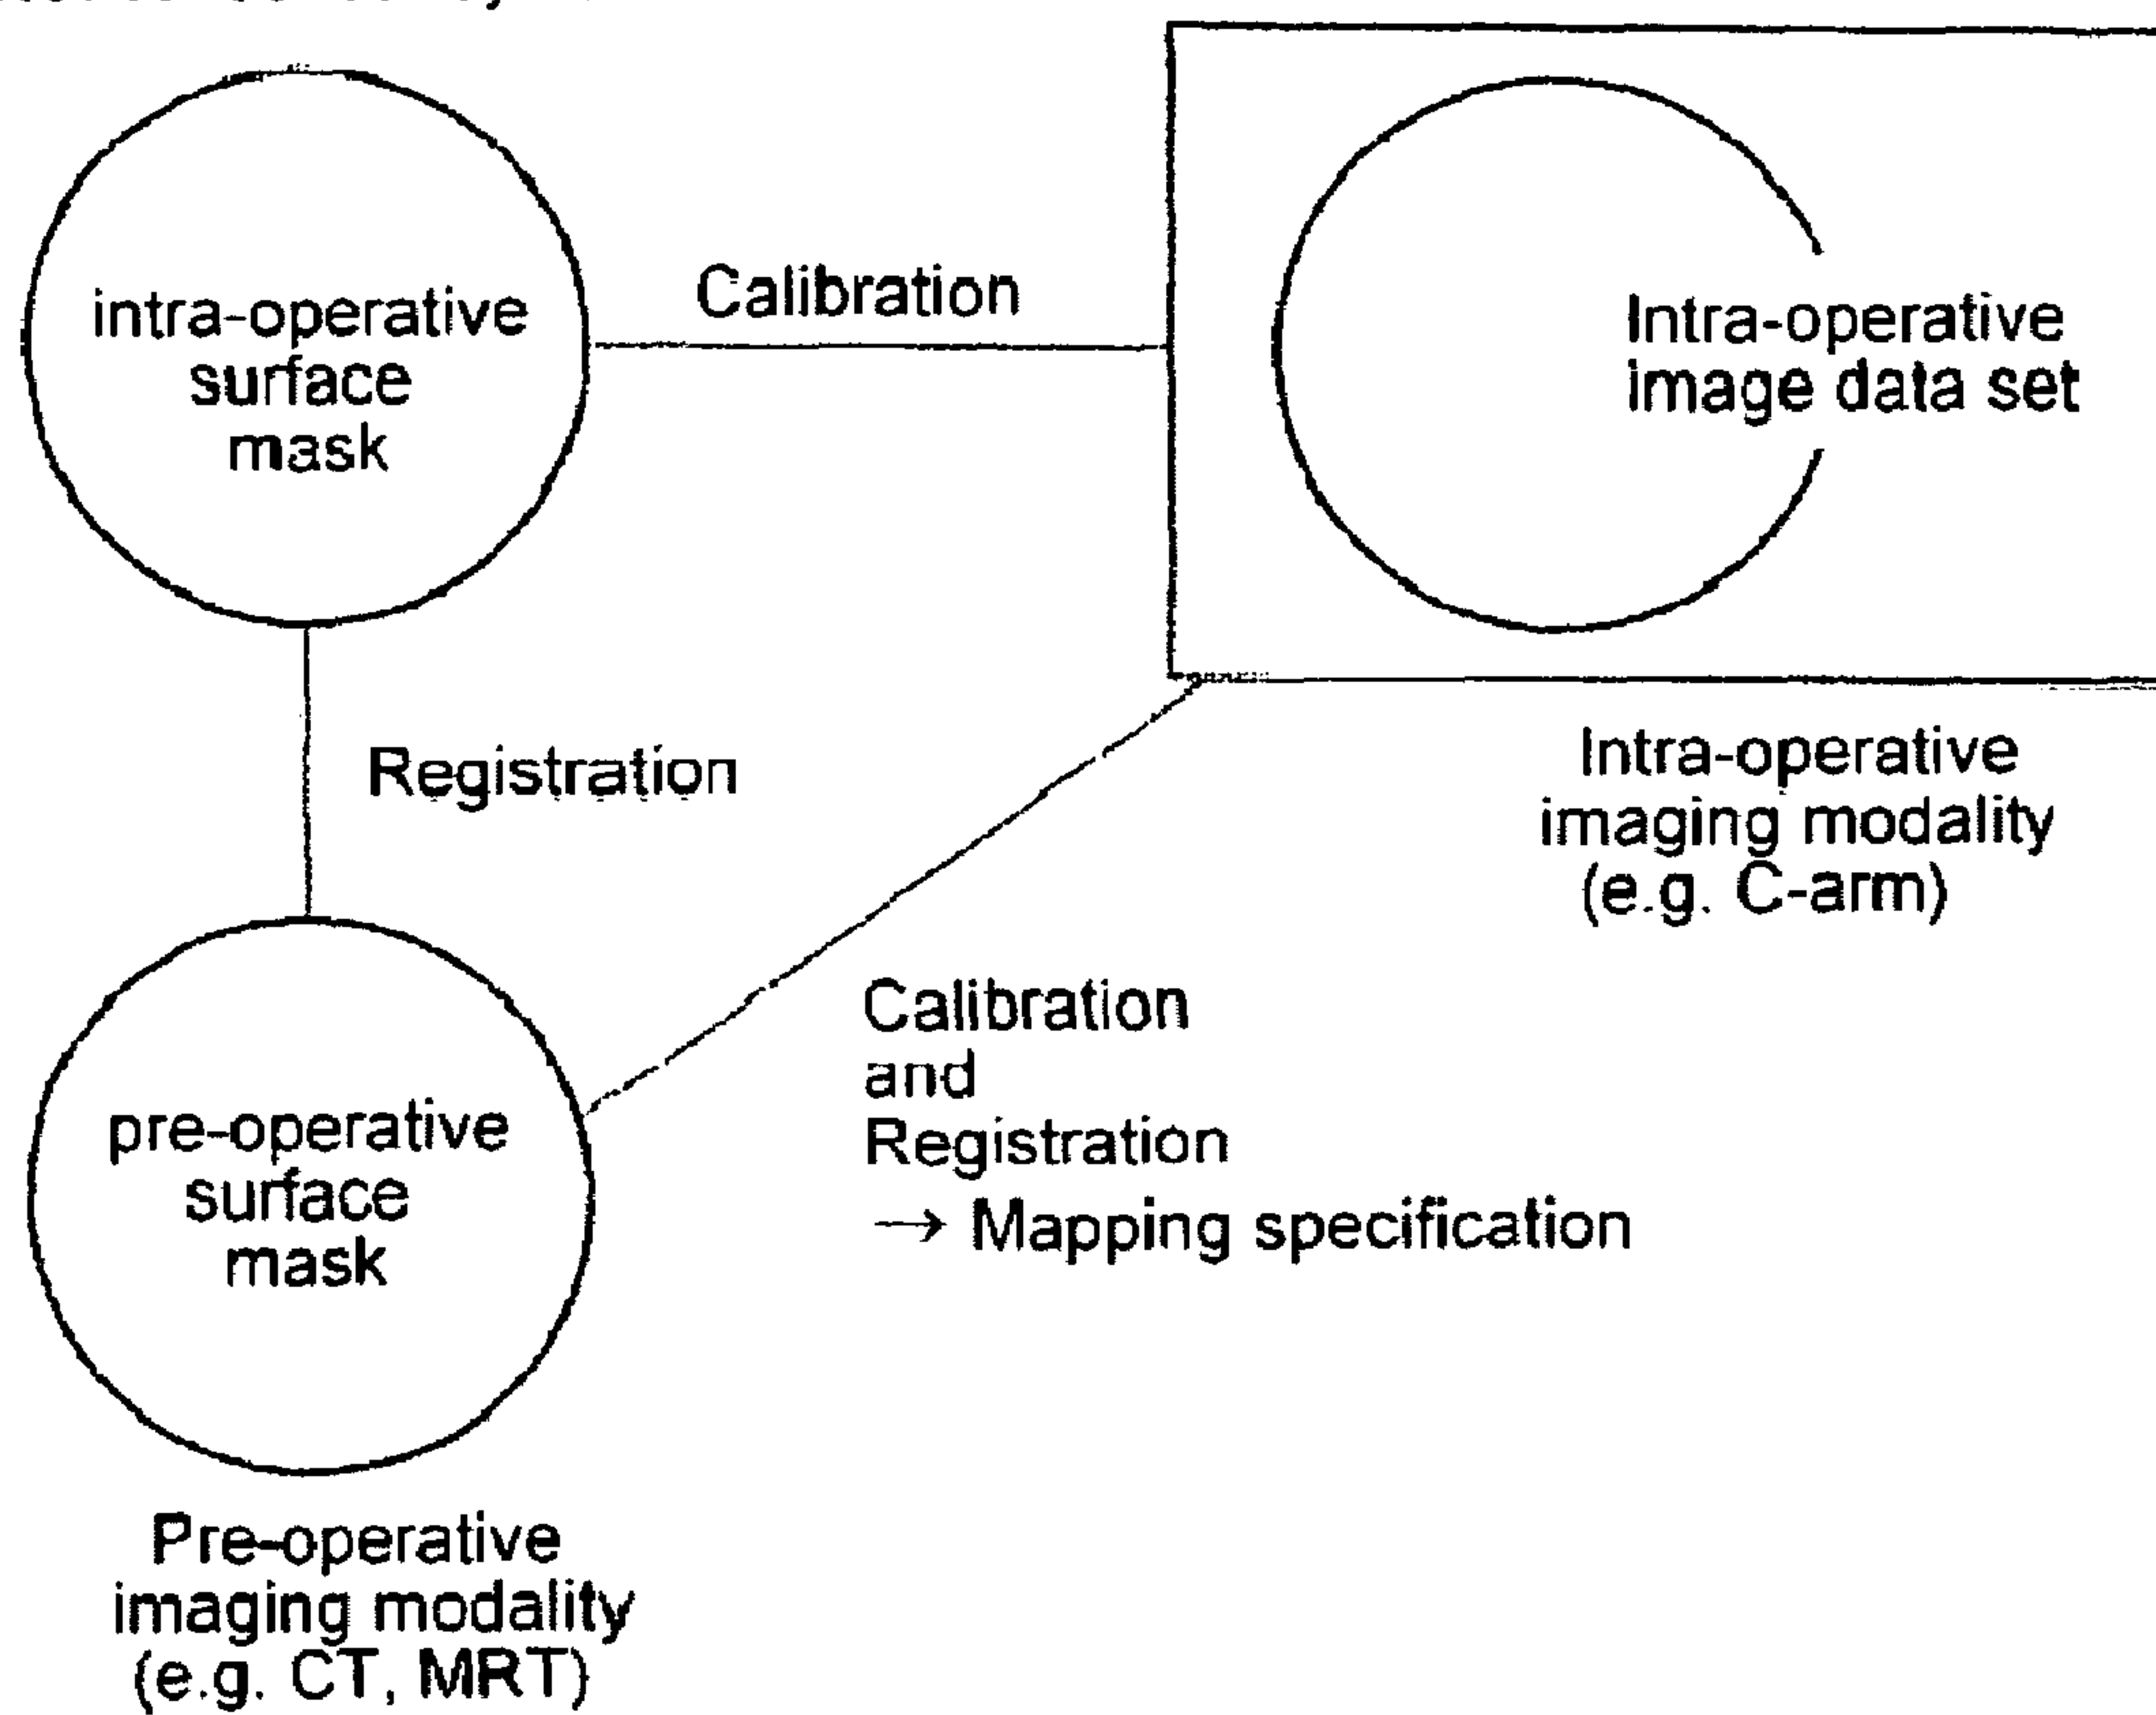 intra-operative
surface
mask
Calibration
Intra-operative
image data set
Registration
Intra-operative
imaging modality
(e.g. C-arm)
Calibration
and
Registration
→ Mapping specification
pre-operative
surface
mask
Pre-operative
imaging modality
(e.g. CT, MRT)